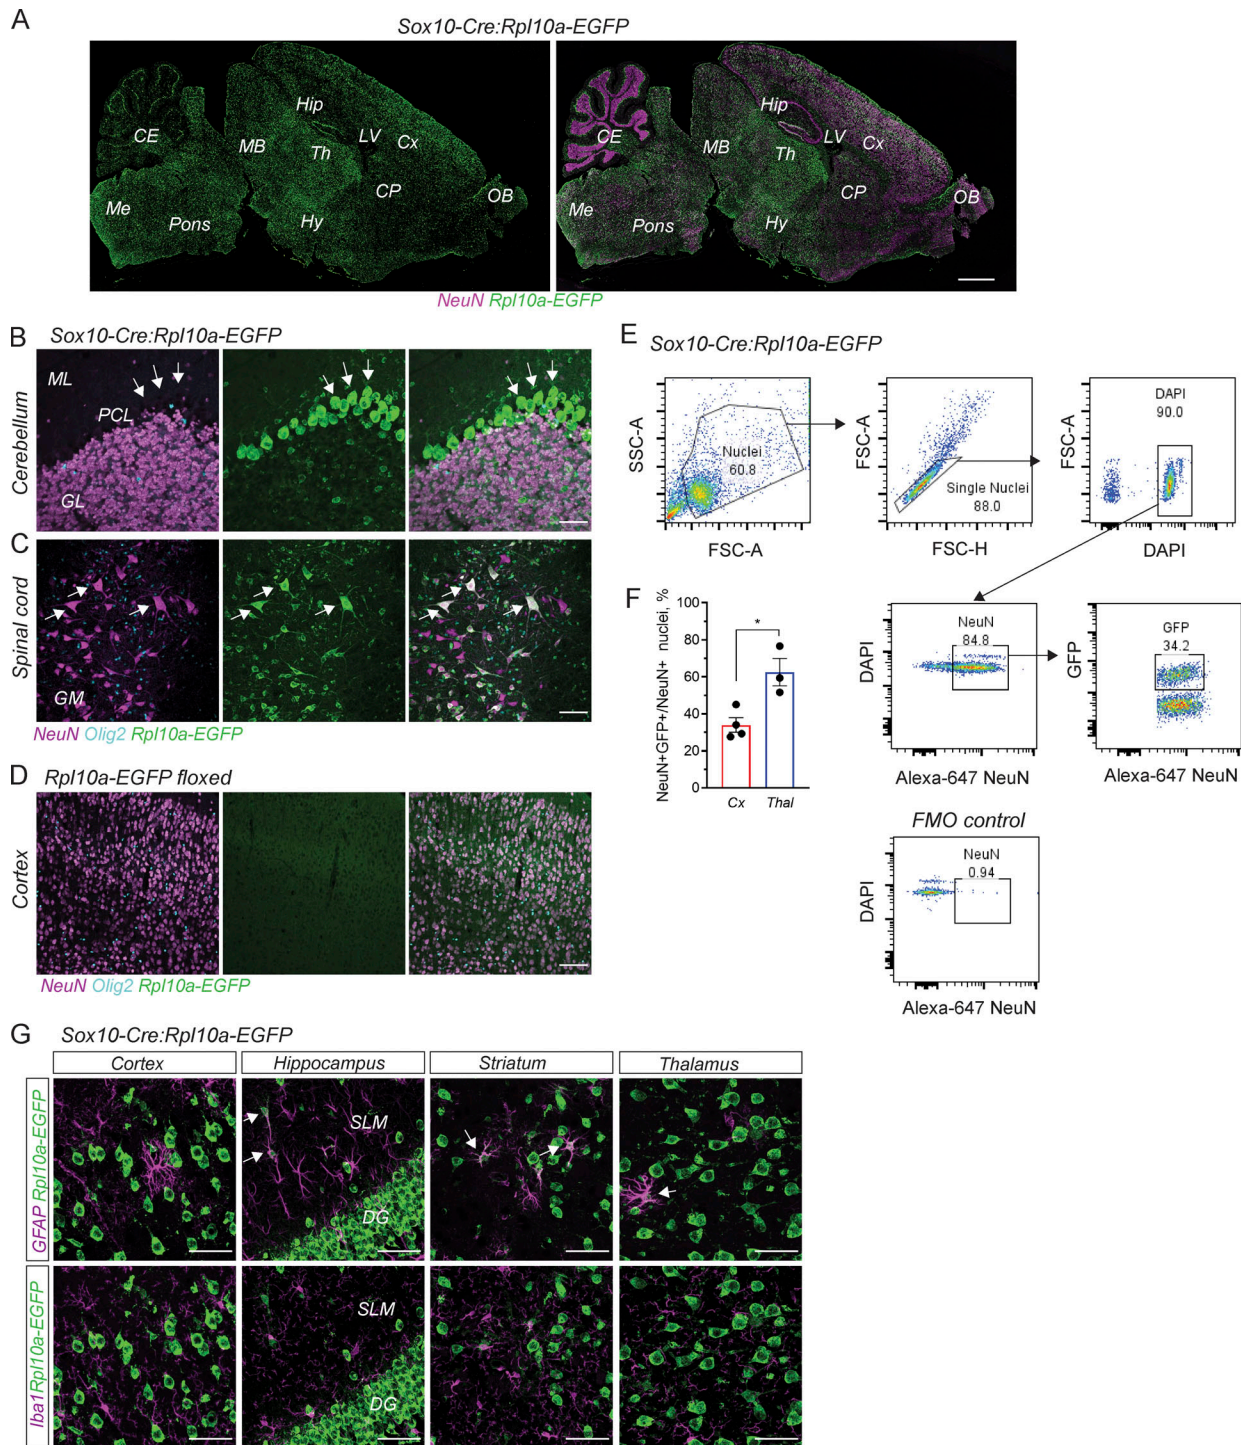 A
Sox10-Cre:Rpl10a-EGFP
CE
Me
Pons
MB
Hip
Th
Hy
LV
Cx
CP
OB
CE
Me
Pons
MB
Hip
Th
Hy
LV
Cx
CP
OB
NeuN Rpl10a-EGFP
B
Sox10-Cre:Rpl10a-EGFP
Cerebellum
ML
PCL
GL
C
Spinal cord
GM
NeuN Olig2 Rpl10a-EGFP
D
Rpl10a-EGFP floxed
Cortex
NeuN Olig2 Rpl10a-EGFP
E
Sox10-Cre:Rpl10a-EGFP
SSC-A
Nuclei
60.8
FSC-A
FSC-A
Single Nuclei
88.0
FSC-H
FSC-A
DAPI
90.0
DAPI
DAPI
NeuN
84.8
Alexa-647 NeuN
GFP
GFP
34.2
Alexa-647 NeuN
FMO control
DAPI
NeuN
0.94
Alexa-647 NeuN
F
NeuN+GFP+/NeuN+ nuclei, %
100
80
60
40
20
0
*
Cx
Thal
G
Sox10-Cre:Rpl10a-EGFP
Cortex
Hippocampus
Striatum
Thalamus
GFAP Rpl10a-EGFP
SLM
DG
Iba1 Rpl10a-EGFP
SLM
DG